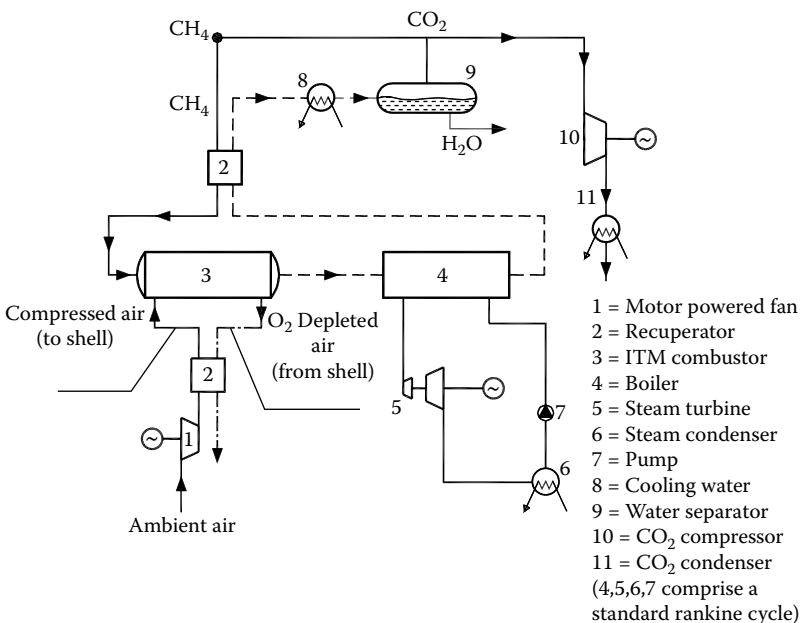 CH₄
CO₂
CH₄
8
9
H₂O
10
2
11
3
4
Compressed air
(to shell)
O₂ Depleted
air
(from shell)
2
5
7
1
6
Ambient air
1 = Motor powered fan
2 = Recuperator
3 = ITM combustor
4 = Boiler
5 = Steam turbine
6 = Steam condenser
7 = Pump
8 = Cooling water
9 = Water separator
10 = CO₂ compressor
11 = CO₂ condenser
(4,5,6,7 comprise a
standard rankine cycle)